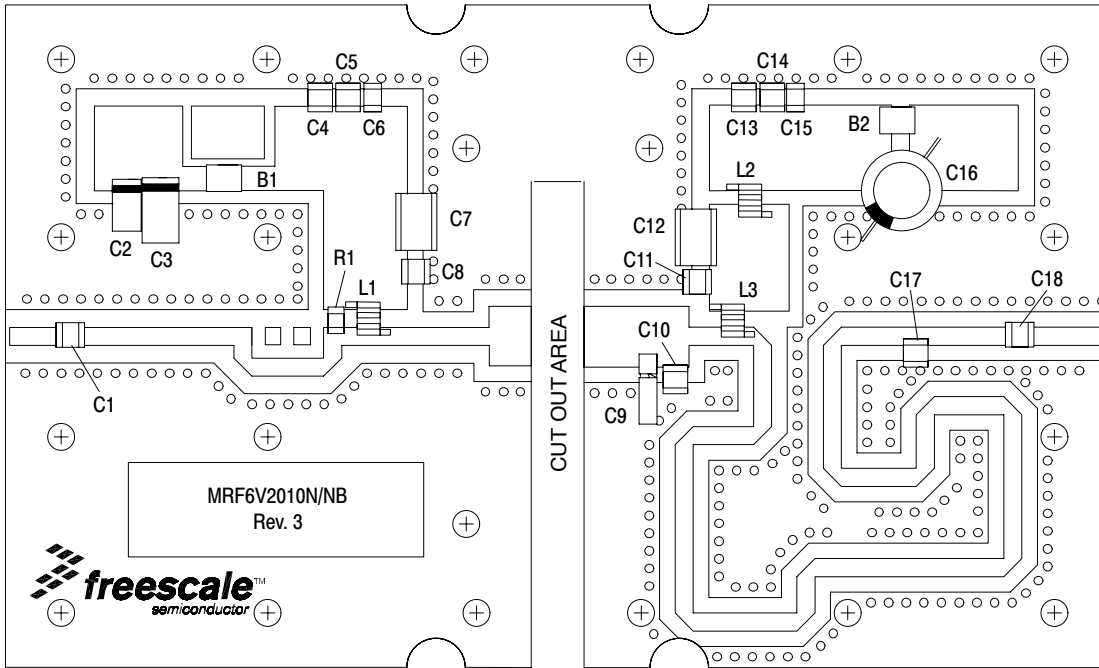 C5
C14
C4
C6
C13
C15
B2
B1
L2
C16
C2
C3
C7
C12
R1
C8
C11
L1
L3
C17
C18
C10
C1
C9
CUT OUT AREA
MRF6V2010N/NB
Rev. 3
freescale™
semiconductor